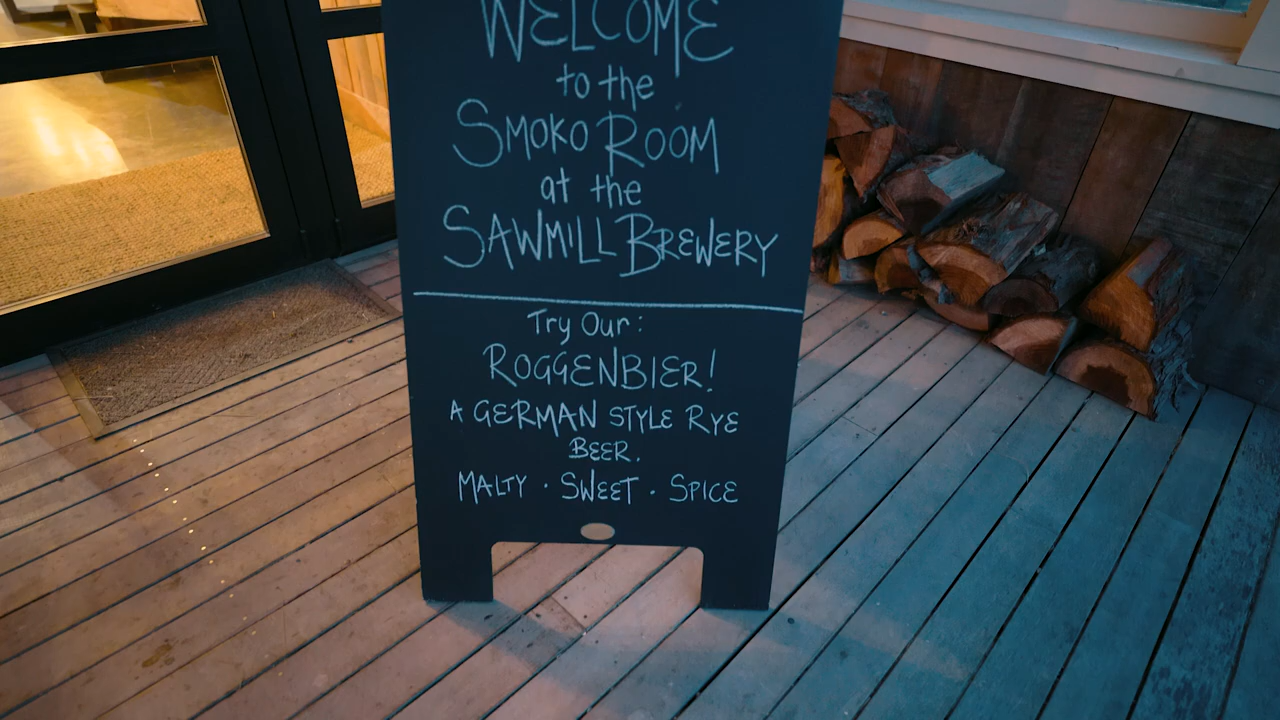 WELCOME
to the
SMOKO ROOM
at the
SAWMILL BREWERY
Try Our:
ROGGENBIER!
A GERMAN STYLE RYE
BEER.
MALTY · SWEET · SPICE